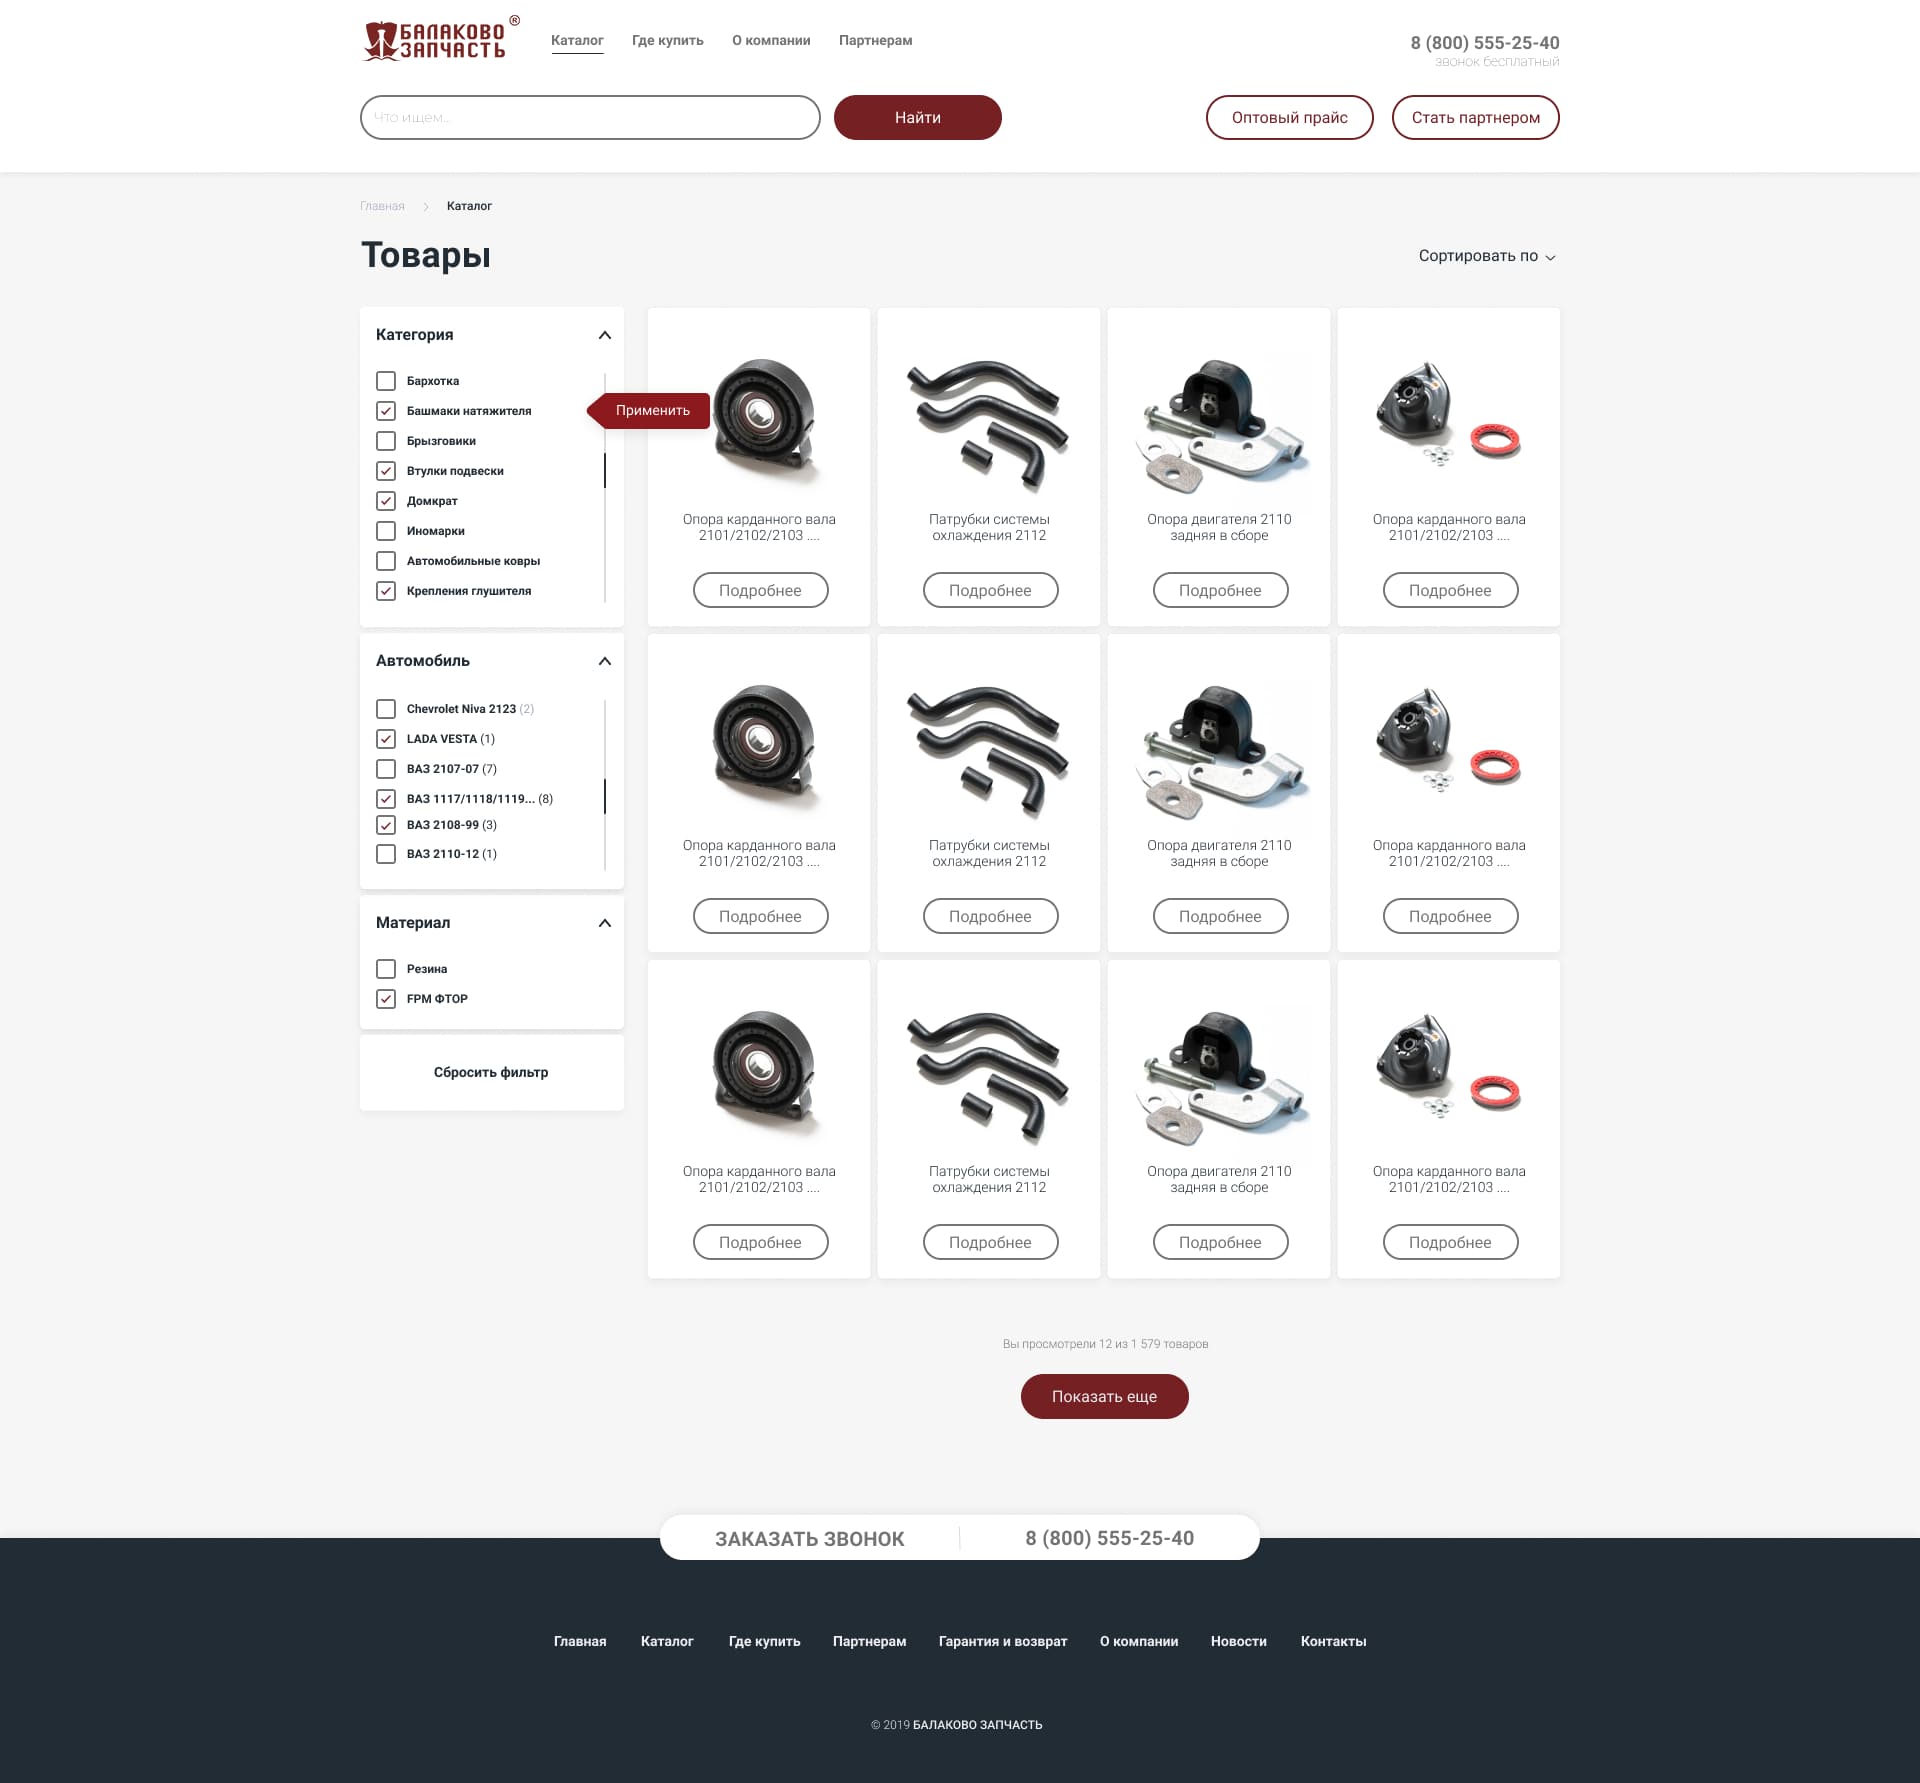 БАЛАКОВО ®
ЗАПЧАСТЬ
Каталог Где купить О компании Партнерам
8 (800) 555-25-40
звонок бесплатный
Что ищем...
Найти
Оптовый прайс
Стать партнером
Главная Каталог
Товары
Сортировать по
Категория
Бархотка
Башмаки натяжителя
Применить
Брызговики
Втулки подвески
Домкрат
Иномарки
Автомобильные ковры
Крепления глушителя
Автомобиль
Chevrolet Niva 2123 (2)
LADA VESTA (1)
ВАЗ 2107-07 (7)
ВАЗ 1117/1118/1119... (8)
ВАЗ 2108-99 (3)
ВАЗ 2110-12 (1)
Материал
Резина
FPM ФТОР
Сбросить фильтр
Опора карданного вала
2101/2102/2103 ....
Подробнее
Патрубки системы
охлаждения 2112
Подробнее
Опора двигателя 2110
задняя в сборе
Подробнее
Опора карданного вала
2101/2102/2103 ....
Подробнее
Опора карданного вала
2101/2102/2103 ....
Подробнее
Патрубки системы
охлаждения 2112
Подробнее
Опора двигателя 2110
задняя в сборе
Подробнее
Опора карданного вала
2101/2102/2103 ....
Подробнее
Опора карданного вала
2101/2102/2103 ....
Подробнее
Патрубки системы
охлаждения 2112
Подробнее
Опора двигателя 2110
задняя в сборе
Подробнее
Опора карданного вала
2101/2102/2103 ....
Подробнее
Вы просмотрели 12 из 1 579 товаров
Показать еще
ЗАКАЗАТЬ ЗВОНОК 8 (800) 555-25-40
Главная Каталог Где купить Партнерам Гарантия и возврат О компании Новости Контакты
© 2019 БАЛАКОВО ЗАПЧАСТЬ